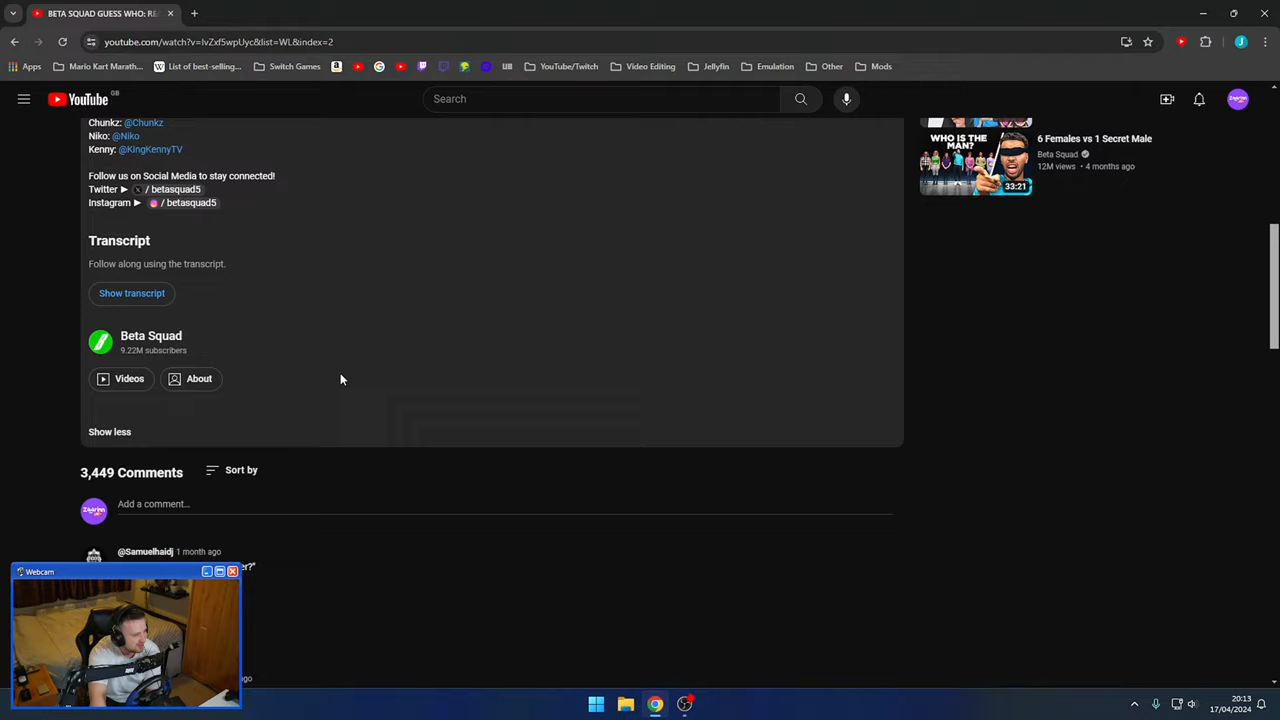 BETA SQUAD GUESS WHO: RE
youtube.com/watch?v=lvZxf5wpUyc&list=WL&index=2
Apps
Mario Kart Marath...
List of best-selling...
Switch Games
YouTube/Twitch
Video Editing
Jellyfin
Emulation
Other
Mods
YouTube GB
Search
Chunkz: @Chunkz
Niko: @Niko
Kenny: @KingKennyTV
Follow us on Social Media to stay connected!
Twitter ► / betasquad5
Instagram ► / betasquad5
Transcript
Follow along using the transcript.
Show transcript
Beta Squad
9.22M subscribers
Videos
About
Show less
3,449 Comments
Sort by
Add a comment...
@Samuelhaidj 1 month ago
er?"
Webcam
go
WHO IS THE MAN?
33:21
6 Females vs 1 Secret Male
Beta Squad
12M views • 4 months ago
20:13
17/04/2024